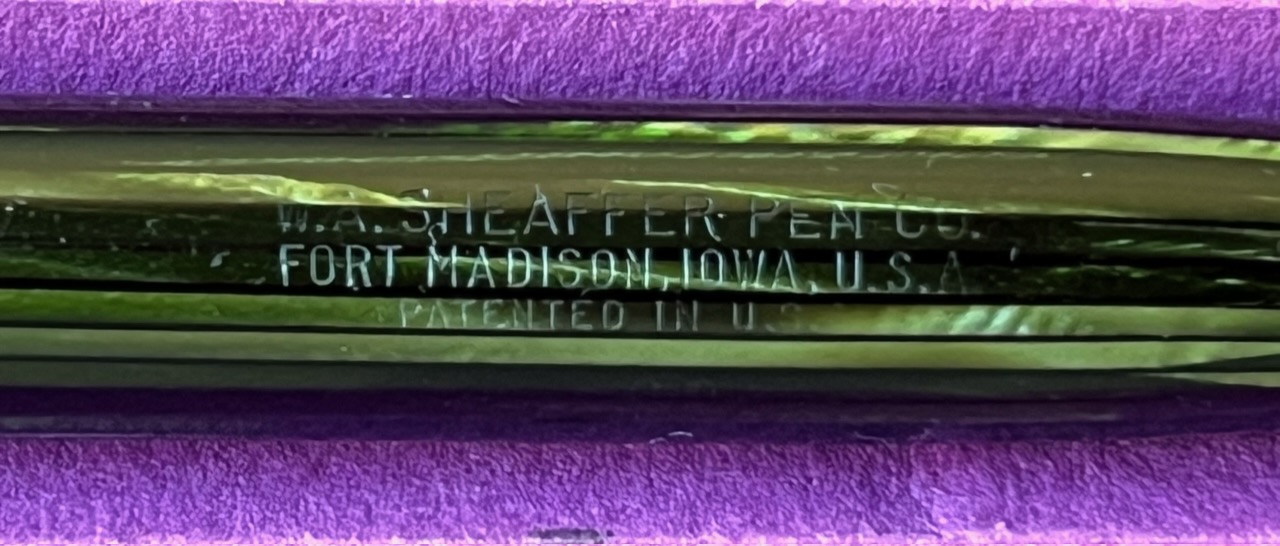 W.A. SHEAFFER PEN CO.
FORT MADISON, IOWA, U.S.A.
PATENTED IN U.S.